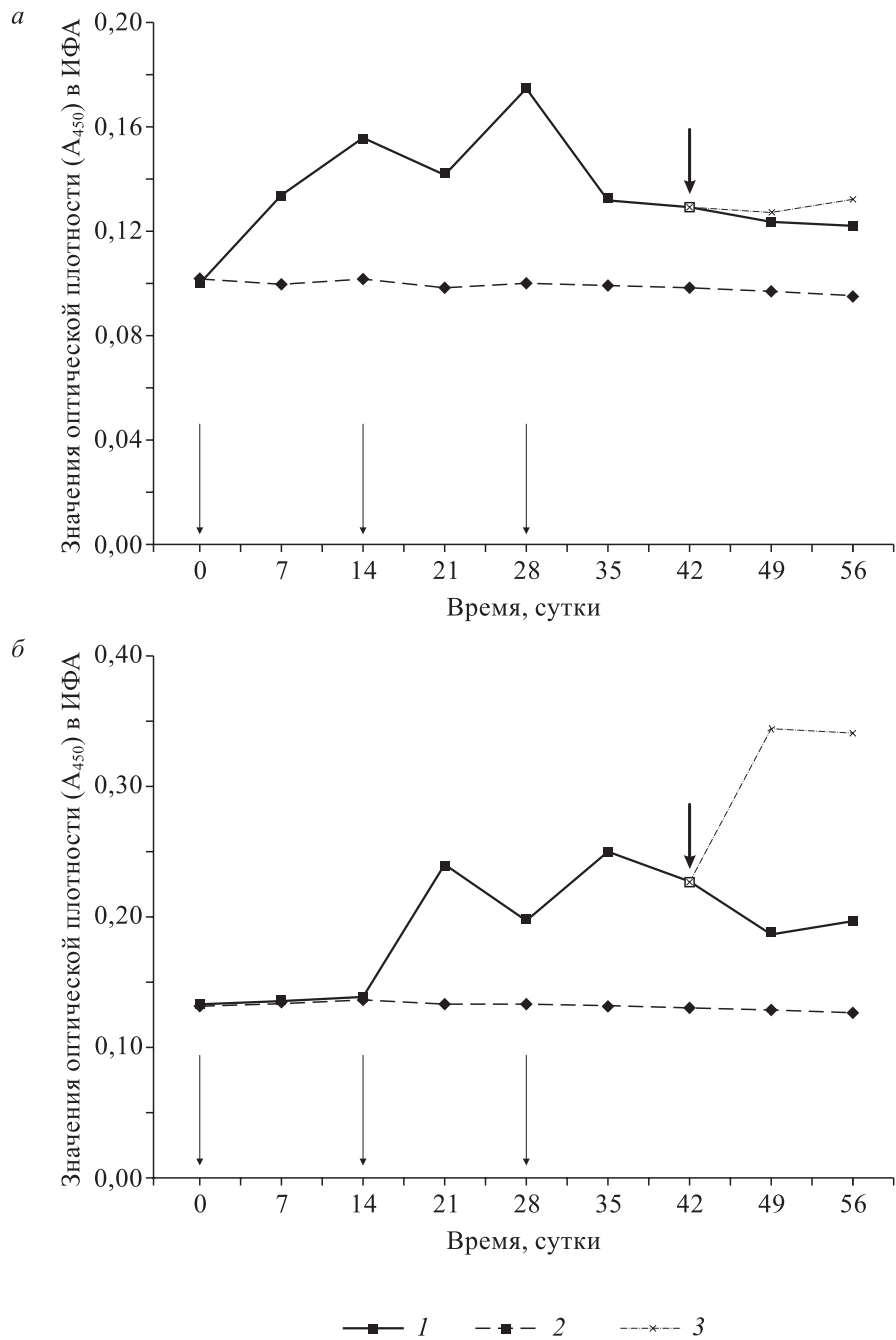 а
Значения оптической плотности (А450) в ИФА
0,20
0,16
0,12
0,08
0,04
0,00
0 7 14 21 28 35 42 49 56
Время, сутки
б
Значения оптической плотности (А450) в ИФА
0,40
0,30
0,20
0,10
0,00
0 7 14 21 28 35 42 49 56
Время, сутки
1 2 3